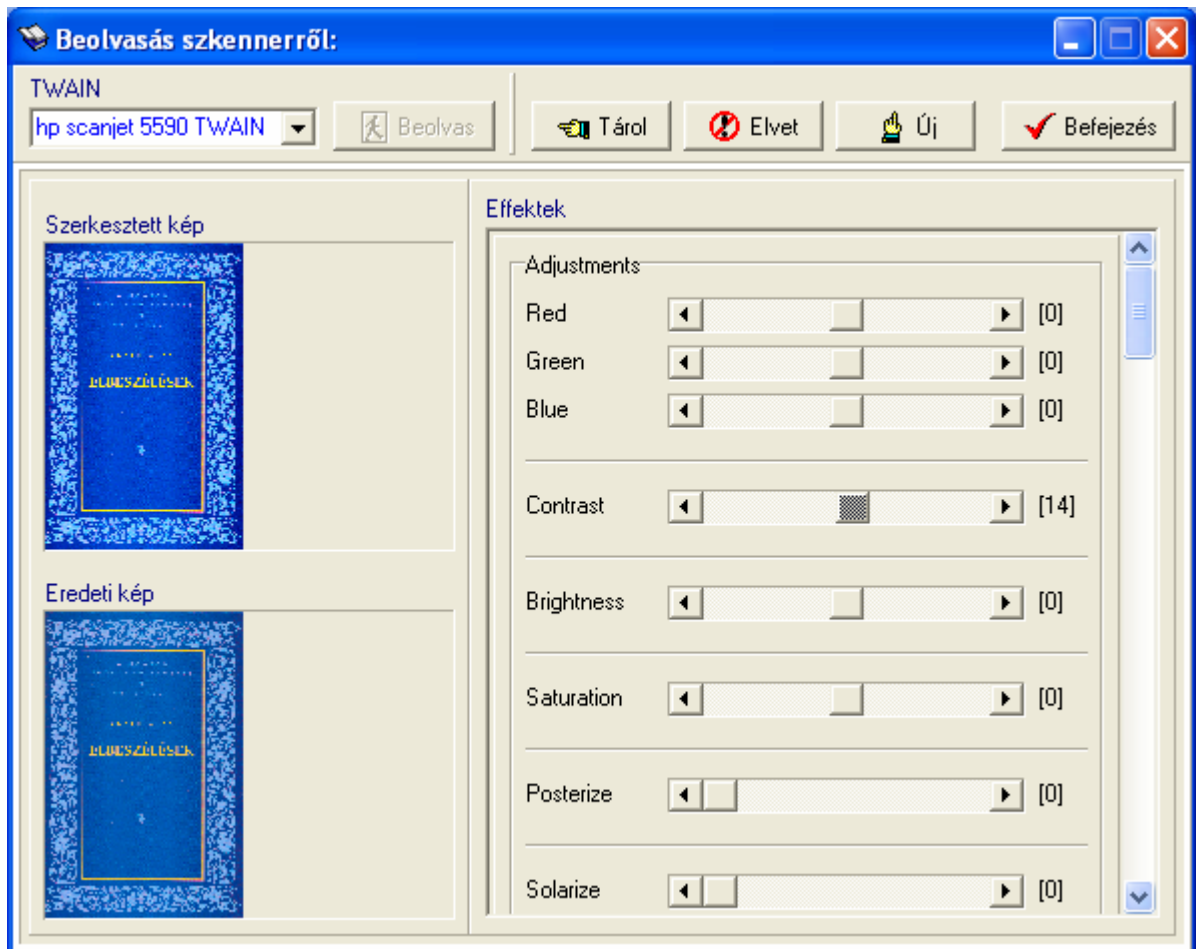 Beolvasás szkennerről:
TWAIN
hp scanjet 5590 TWAIN
Beolvas
Tárol
Elvet
Új
Befejezés
Szerkesztett kép
ELBESZÉLÉSEK
Eredeti kép
ELBESZÉLÉSEK
Effektek
Adjustments
Red [0]
Green [0]
Blue [0]
Contrast [14]
Brightness [0]
Saturation [0]
Posterize [0]
Solarize [0]